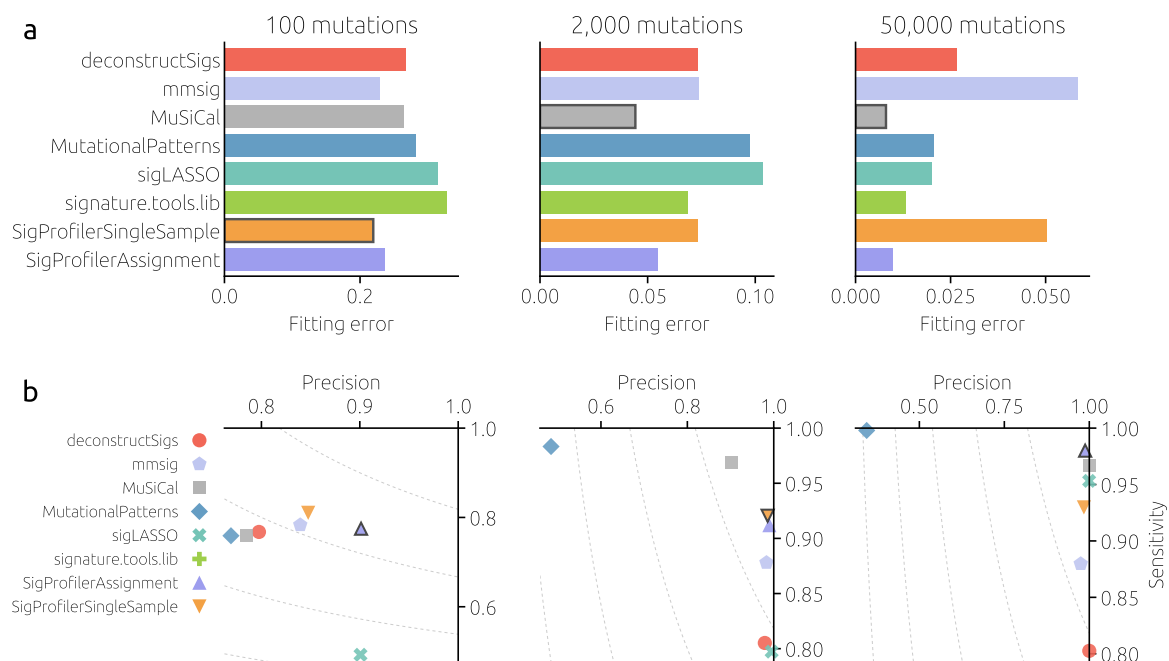 a
100 mutations 2,000 mutations 50,000 mutations
deconstructSigs
mmsig
MuSiCal
MutationalPatterns
sigLASSO
signature.tools.lib
SigProfilerSingleSample
SigProfilerAssignment
0.0 0.2 0.00 0.05 0.10 0.000 0.025 0.050
Fitting error Fitting error Fitting error
b
Precision Precision Precision
0.8 0.9 1.0 0.6 0.8 1.0 0.50 0.75 1.00
1.0 1.00 1.00
deconstructSigs
mmsig
MuSiCal
MutationalPatterns
sigLASSO
signature.tools.lib
SigProfilerAssignment
SigProfilerSingleSample
0.8
0.6
0.95
0.90
0.85
0.80
0.95
0.90
0.85
0.80
Sensitivity